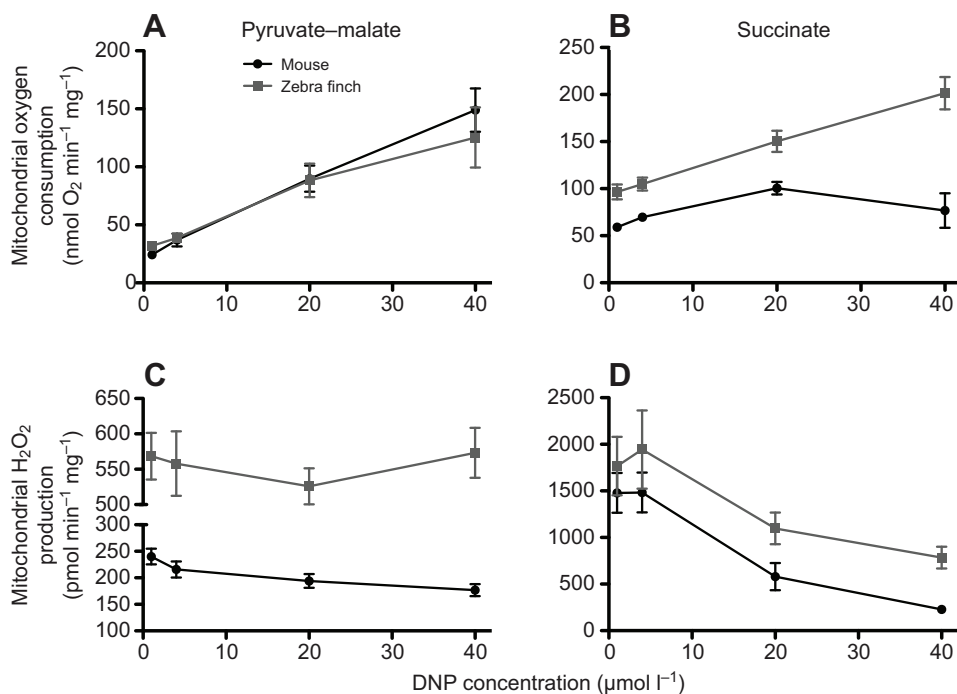 A
Pyruvate–malate
B
Succinate
Mouse
Zebra finch
Mitochondrial oxygen
consumption
(nmol O₂ min⁻¹ mg⁻¹)
200
150
100
50
0
0 10 20 30 40
250
200
150
100
50
0
0 10 20 30 40
C
D
Mitochondrial H₂O₂
production
(pmol min⁻¹ mg⁻¹)
650
600
550
500
300
250
200
150
100
0 10 20 30 40
2500
2000
1500
1000
500
0
0 10 20 30 40
DNP concentration (µmol l⁻¹)